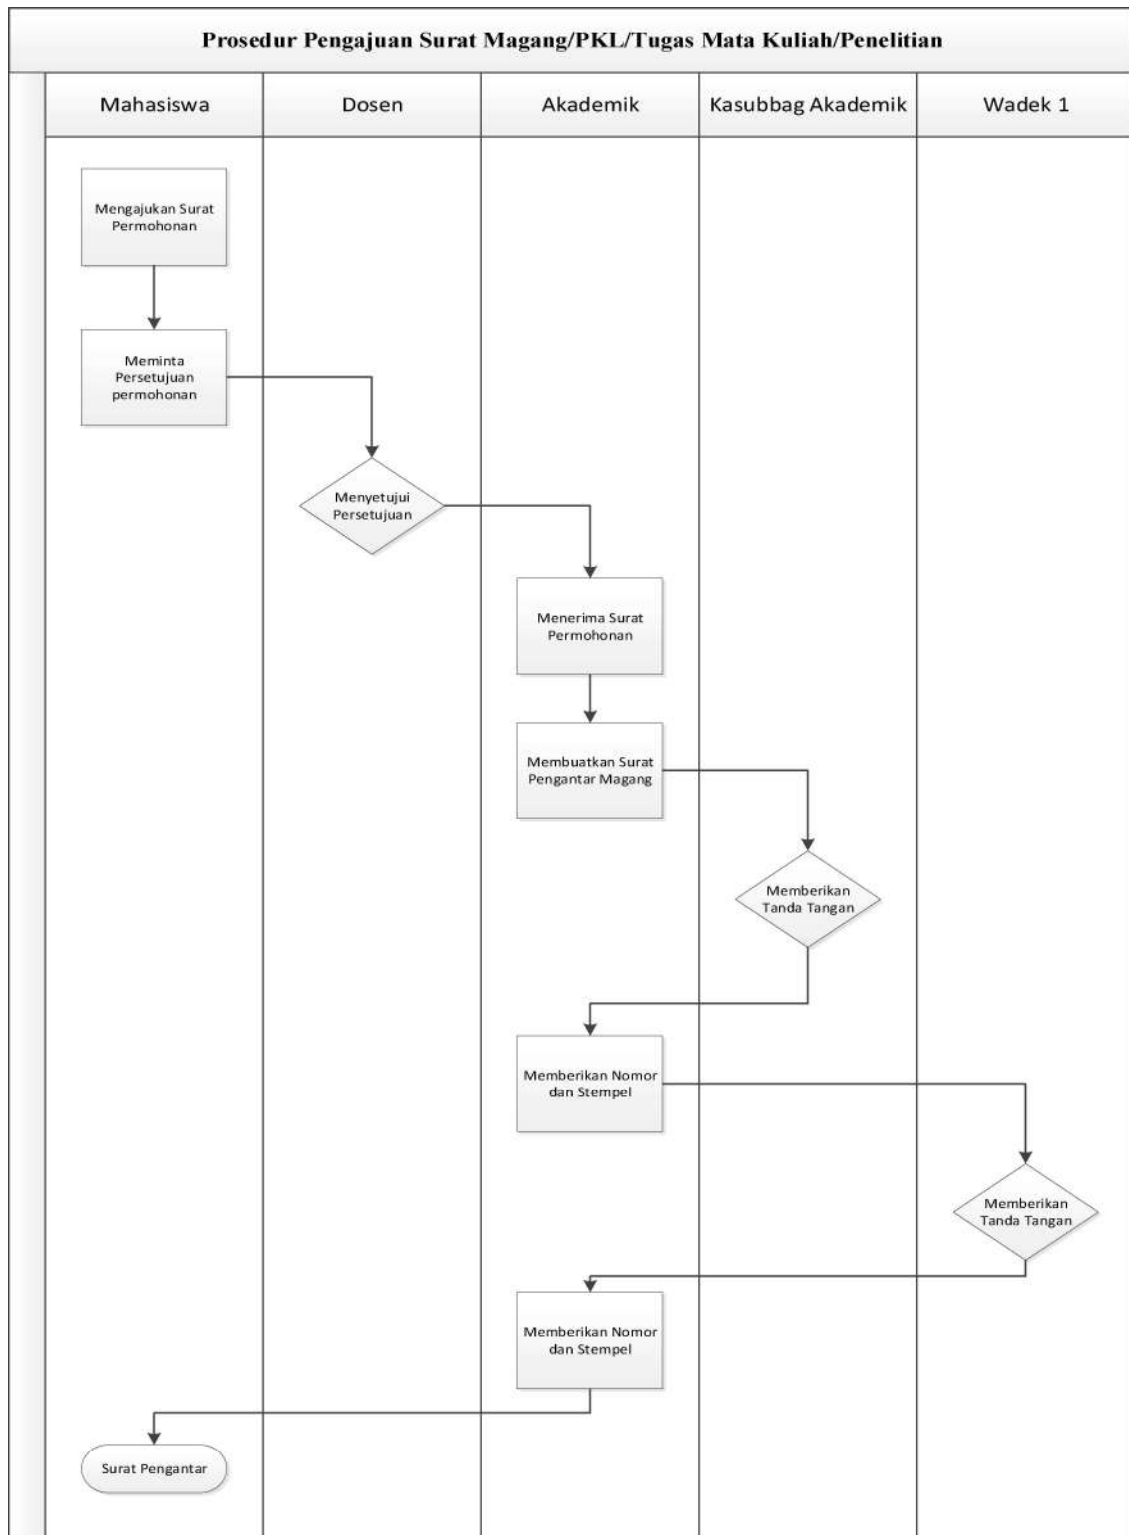 Prosedur Pengajuan Surat Magang/PKL/Tugas Mata Kuliah/Penelitian
Mahasiswa
Dosen
Akademik
Kasubbag Akademik
Wadek 1
Mengajukan Surat
Permohonan
Meminta
Persetujuan
permohonan
Menyetujui
Persetujuan
Menerima Surat
Permohonan
Membuatkan Surat
Pengantar Magang
Memberikan
Tanda Tangan
Memberikan Nomor
dan Stempel
Memberikan
Tanda Tangan
Memberikan Nomor
dan Stempel
Surat Pengantar